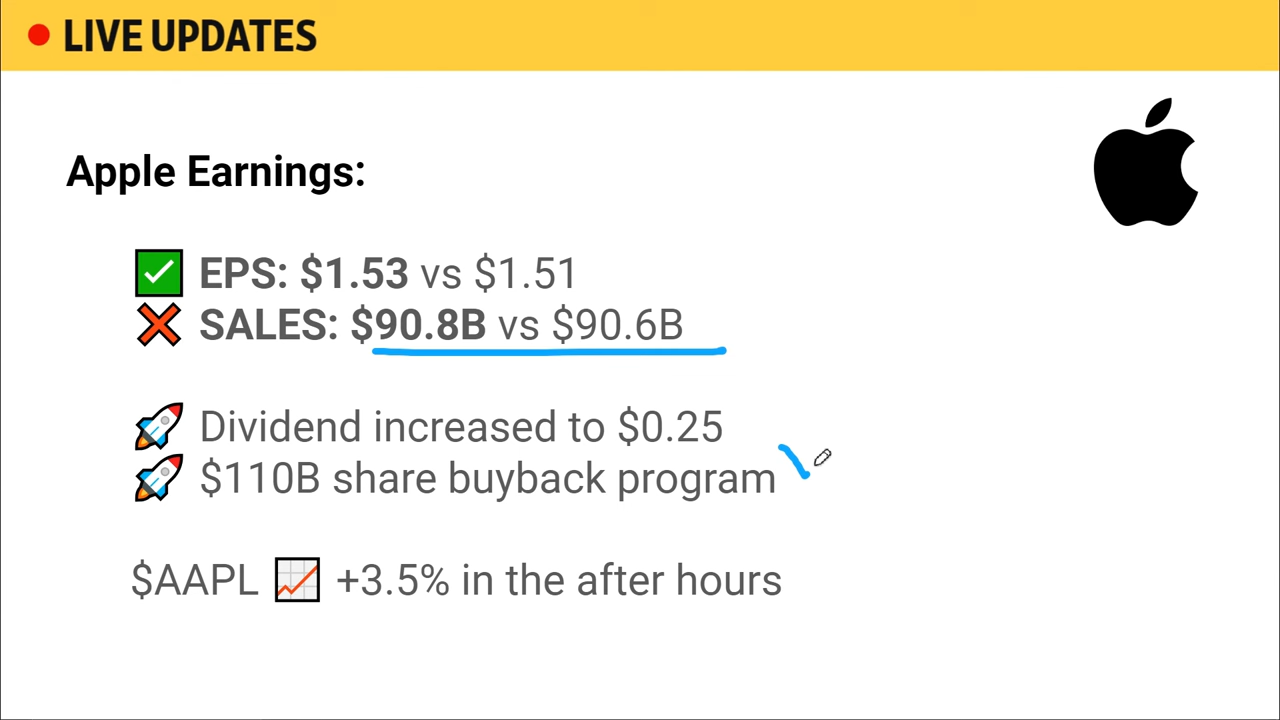 LIVE UPDATES
Apple Earnings:
EPS: $1.53 vs $1.51
SALES: $90.8B vs $90.6B
Dividend increased to $0.25
$110B share buyback program
$AAPL 📈 +3.5% in the after hours